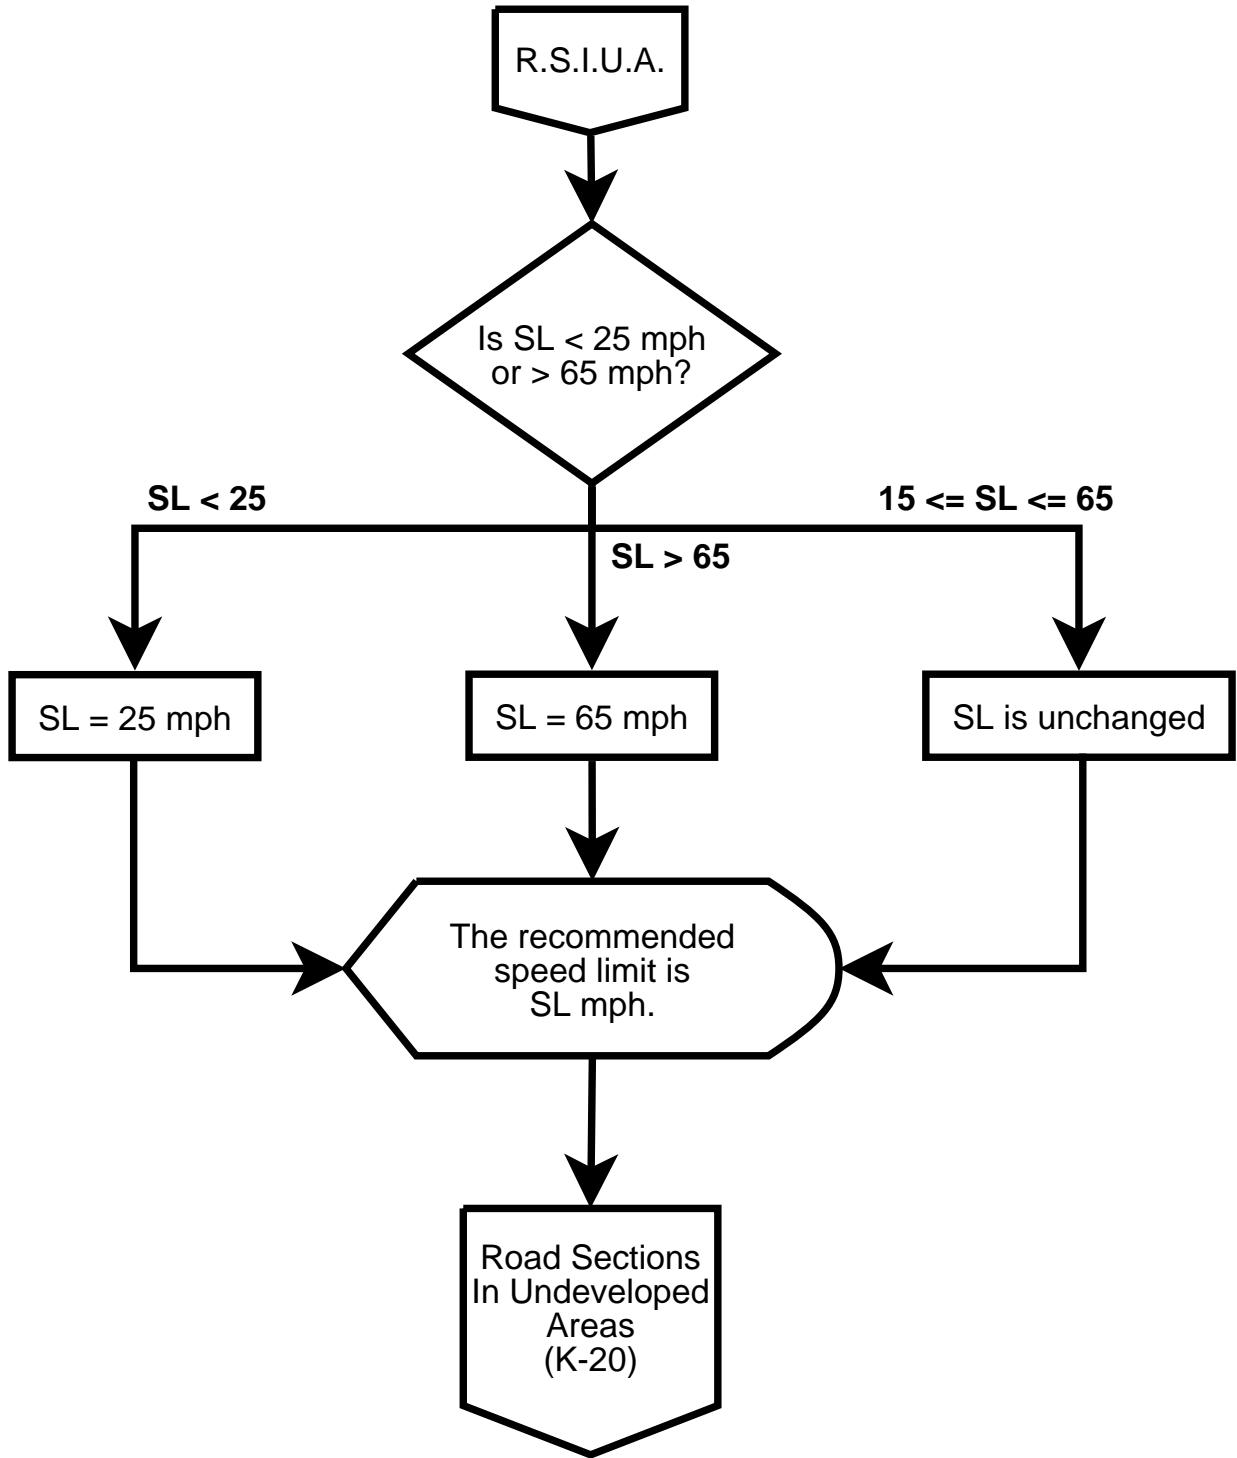 R.S.I.U.A.
Is SL < 25 mph
or > 65 mph?
SL < 25
15 <= SL <= 65
SL > 65
SL = 25 mph
SL = 65 mph
SL is unchanged
The recommended
speed limit is
SL mph.
Road Sections
In Undeveloped
Areas
(K-20)